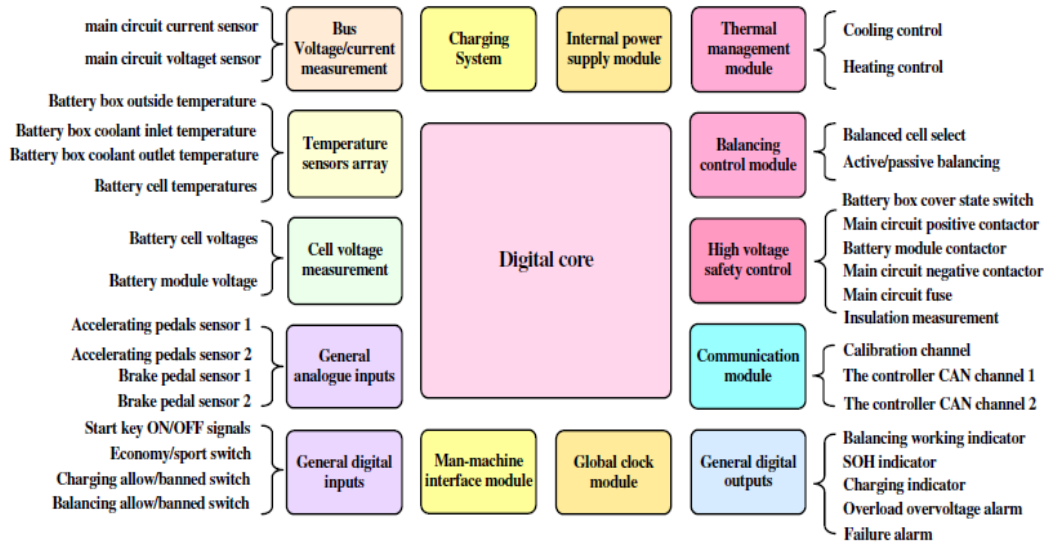 main circuit current sensor
main circuit voltaget sensor
Bus
Voltage/current
measurement
Charging
System
Internal power
supply module
Thermal
management
module
Cooling control
Heating control
Battery box outside temperature
Battery box coolant inlet temperature
Battery box coolant outlet temperature
Battery cell temperatures
Temperature
sensors array
Balancing
control module
Balanced cell select
Active/passive balancing
Battery cell voltages
Battery module voltage
Cell voltage
measurement
Digital core
High voltage
safety control
Battery box cover state switch
Main circuit positive contactor
Battery module contactor
Main circuit negative contactor
Main circuit fuse
Insulation measurement
Accelerating pedals sensor 1
Accelerating pedals sensor 2
Brake pedal sensor 1
Brake pedal sensor 2
General
analogue inputs
Communication
module
Calibration channel
The controller CAN channel 1
The controller CAN channel 2
Start key ON/OFF signals
Economy/sport switch
Charging allow/banned switch
Balancing allow/banned switch
General digital
inputs
Man-machine
interface module
Global clock
module
General digital
outputs
Balancing working indicator
SOH indicator
Charging indicator
Overload overvoltage alarm
Failure alarm